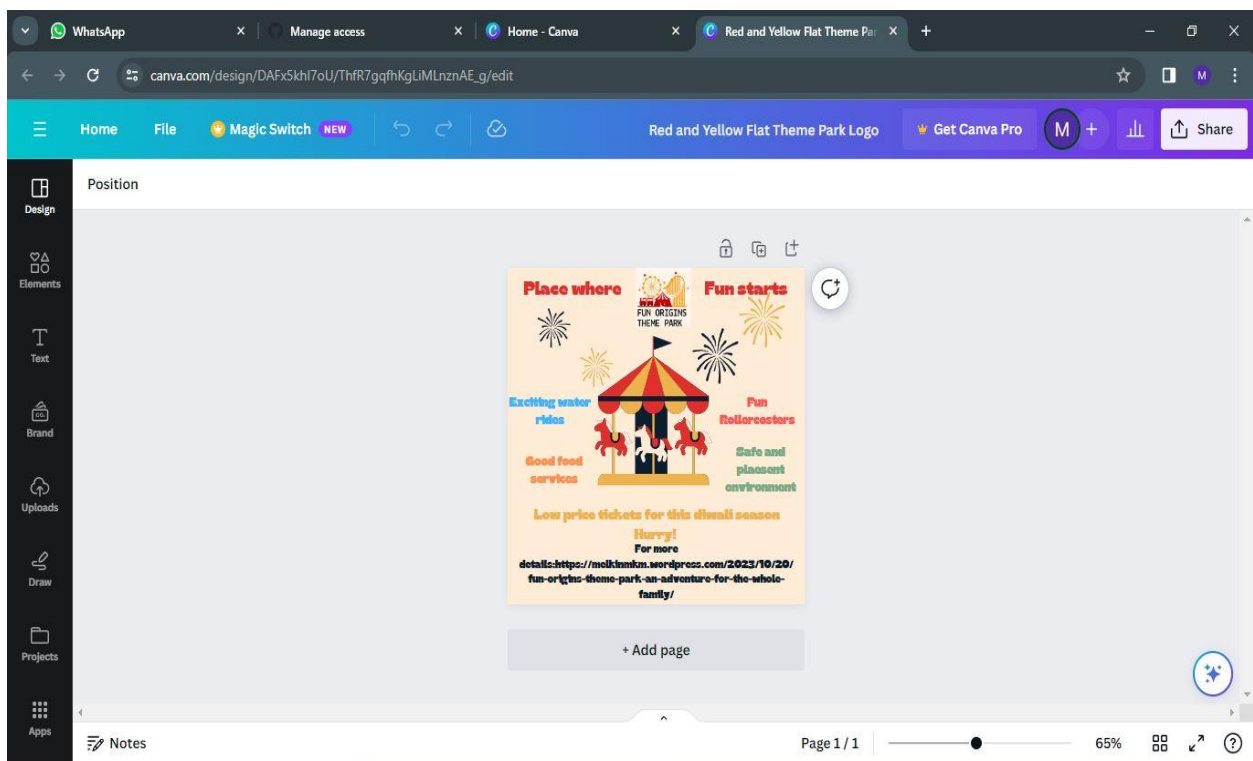 WhatsApp
Manage access
Home - Canva
Red and Yellow Flat Theme Par
canva.com/design/DAFx5khI7oU/ThfR7gqfhKgLiMLnznAE_g/edit
M
Home
File
Magic Switch NEW
Red and Yellow Flat Theme Park Logo
Get Canva Pro
M
Share
Position
Design
Elements
Text
Brand
Uploads
Draw
Projects
Apps
Place where
Fun starts
FUN ORIGINS
THEME PARK
Exciting water
rides
Fun
Rollercosters
Good food
services
Safe and
plaesent
environment
Low price tickets for this diwali season
Hurry!
For more
details:https://melkinmkm.wordpress.com/2023/10/20/
fun-origins-theme-park-an-adventure-for-the-whole-
family/
+ Add page
Notes
Page 1 / 1
65%